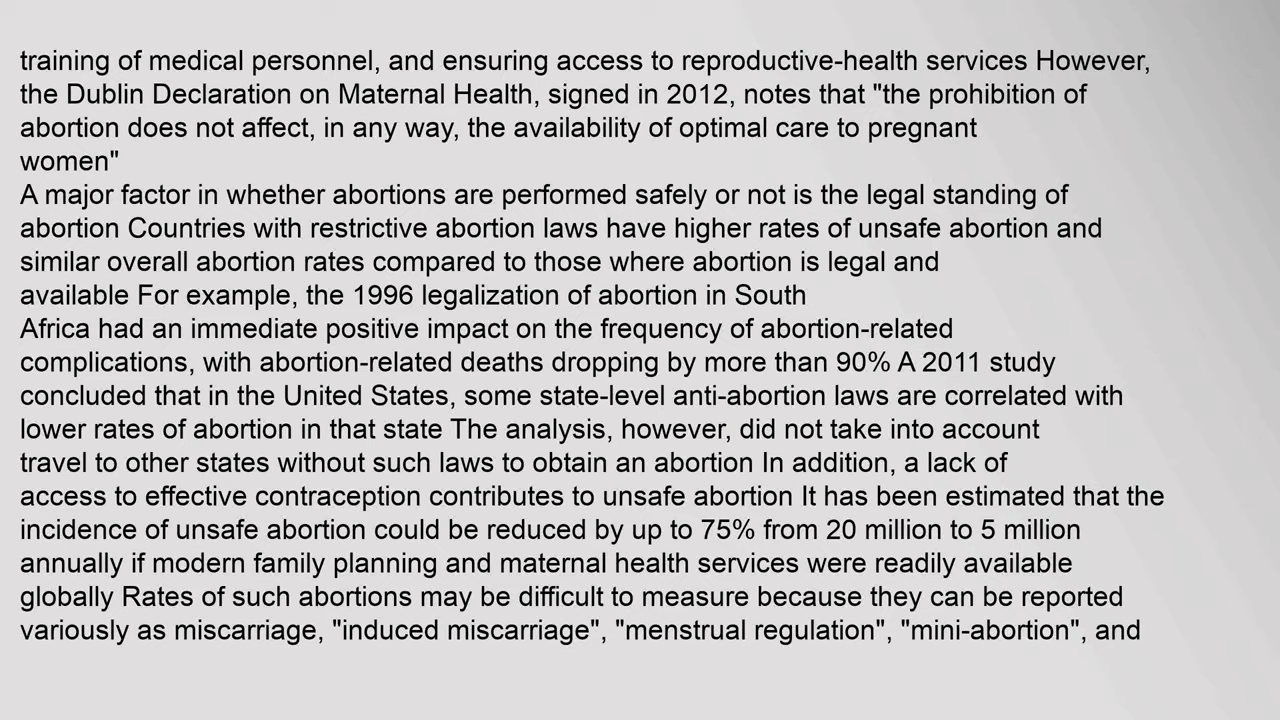 training of medical personnel, and ensuring access to reproductive-health services However,
the Dublin Declaration on Maternal Health, signed in 2012, notes that "the prohibition of
abortion does not affect, in any way, the availability of optimal care to pregnant
women"
A major factor in whether abortions are performed safely or not is the legal standing of
abortion Countries with restrictive abortion laws have higher rates of unsafe abortion and
similar overall abortion rates compared to those where abortion is legal and
available For example, the 1996 legalization of abortion in South
Africa had an immediate positive impact on the frequency of abortion-related
complications, with abortion-related deaths dropping by more than 90% A 2011 study
concluded that in the United States, some state-level anti-abortion laws are correlated with
lower rates of abortion in that state The analysis, however, did not take into account
travel to other states without such laws to obtain an abortion In addition, a lack of
access to effective contraception contributes to unsafe abortion It has been estimated that the
incidence of unsafe abortion could be reduced by up to 75% from 20 million to 5 million
annually if modern family planning and maternal health services were readily available
globally Rates of such abortions may be difficult to measure because they can be reported
variously as miscarriage, "induced miscarriage", "menstrual regulation", "mini-abortion", and